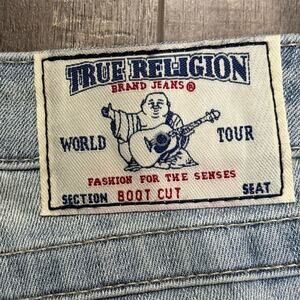 TRUE RELIGION
BRAND JEANS®
WORLD TOUR
FASHION FOR THE SENSES
SECTION BOOT CUT SEAT